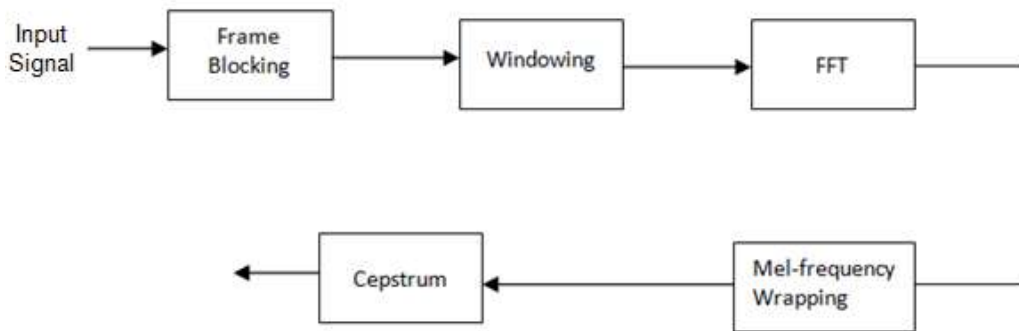 Input
Signal
Frame
Blocking
Windowing
FFT
Cepstrum
Mel-frequency
Wrapping